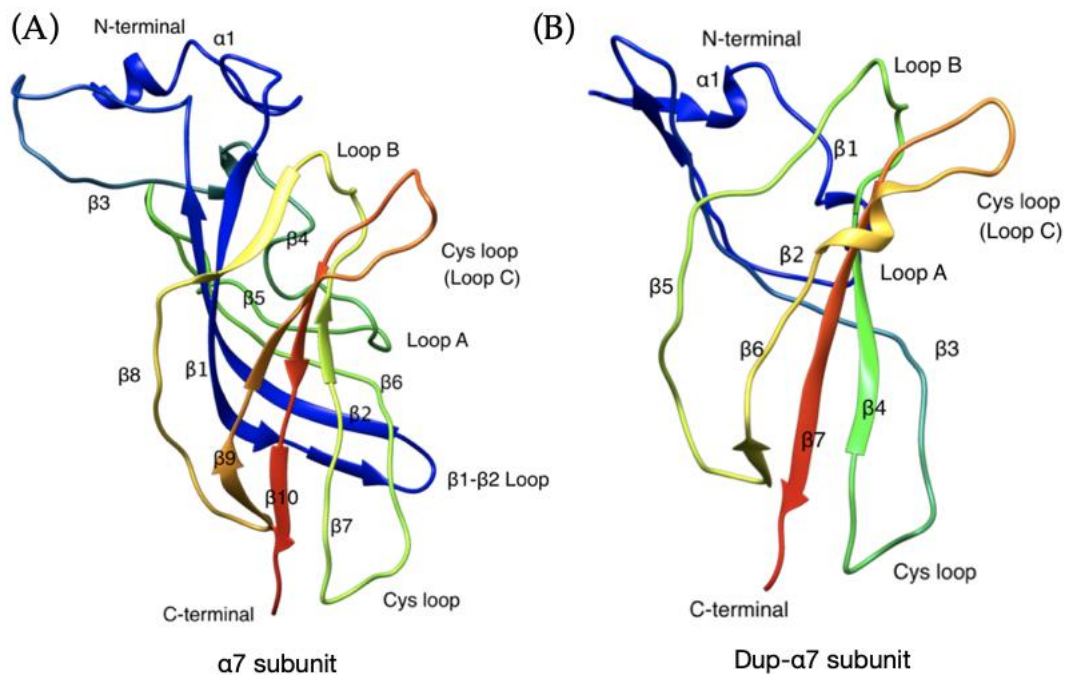 (A)
N-terminal
α1
β3
Loop B
β4
Cys loop
(Loop C)
β5
Loop A
β8
β1
β6
β2
β9
β1-β2 Loop
β10
β7
Cys loop
C-terminal
α7 subunit
(B)
N-terminal
α1
Loop B
β1
Cys loop
(Loop C)
β2
Loop A
β5
β6
β3
β4
β7
Cys loop
C-terminal
Dup-α7 subunit